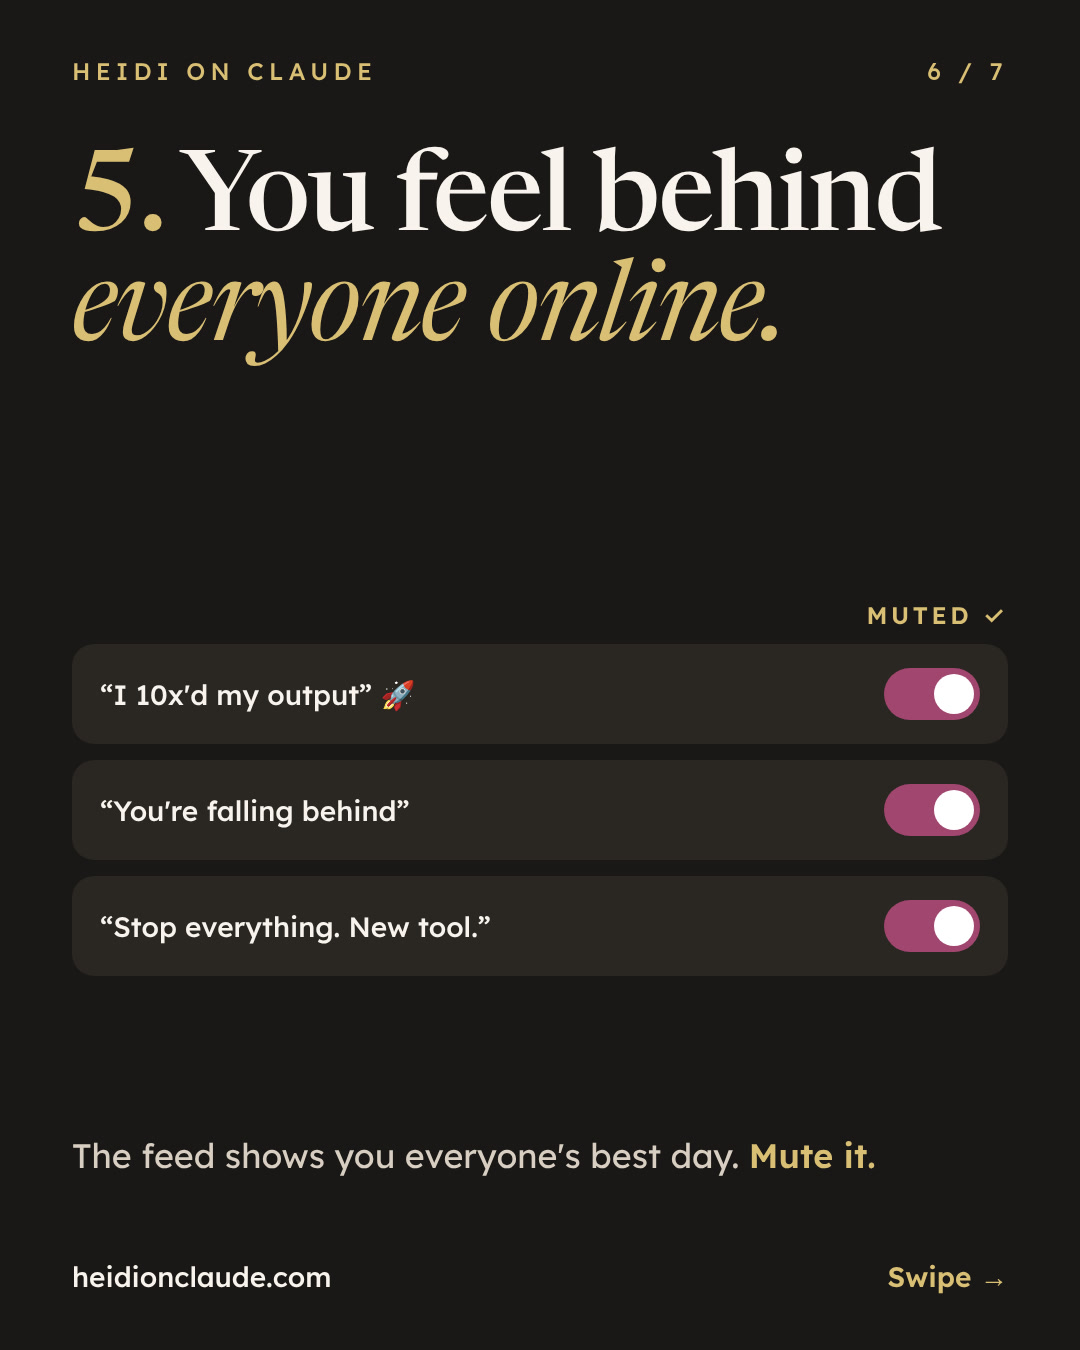 HEIDI ON CLAUDE
6 / 7
5. You feel behind
everyone online.
MUTED ✓
“I 10x'd my output” 🚀
“You're falling behind”
“Stop everything. New tool.”
The feed shows you everyone's best day. Mute it.
heidionclaude.com
Swipe →